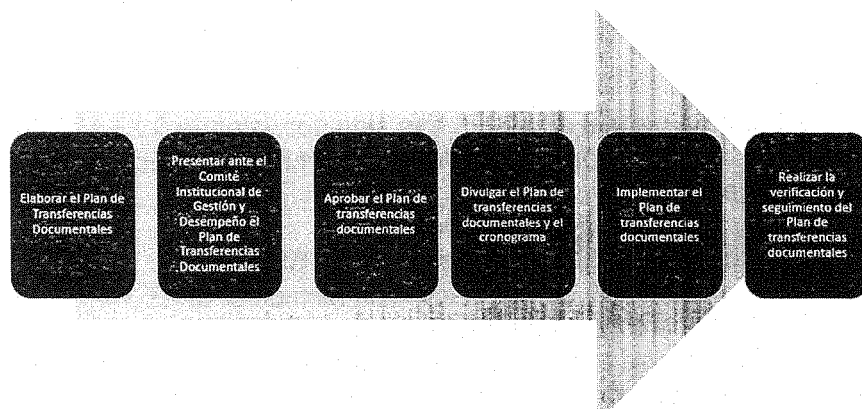 Elaborar el Plan de
Transferencias
Documentales
Presentar ante el
Comité
Institucional de
Gestión y
Desempeño el
Plan de
Transferencias
Documentales
Aprobar el Plan de
transferencias
documentales
Divulgar el Plan de
transferencias
documentales y el
cronograma
Implementar el
Plan de
transferencias
documentales
Realizar la
verificación y
seguimiento del
Plan de
transferencias
documentales